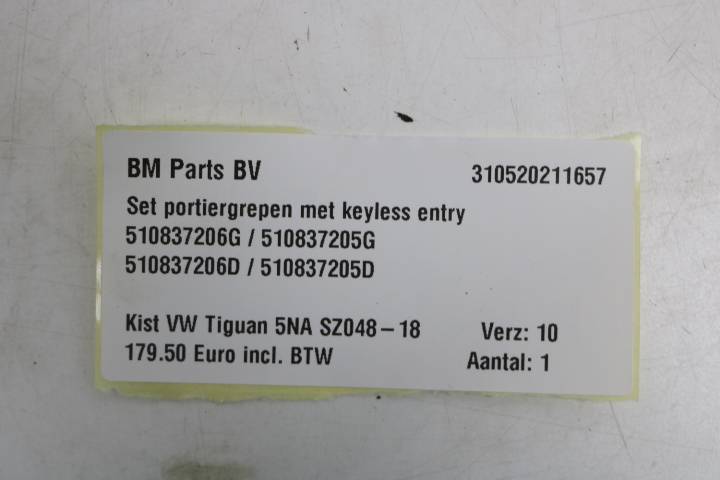 BM Parts BV 310520211657
Set portiergrepen met keyless entry
510837206G / 510837205G
510837206D / 510837205D
Kist VW Tiguan 5NA SZ048-18 Verz: 10
179.50 Euro incl. BTW Aantal: 1